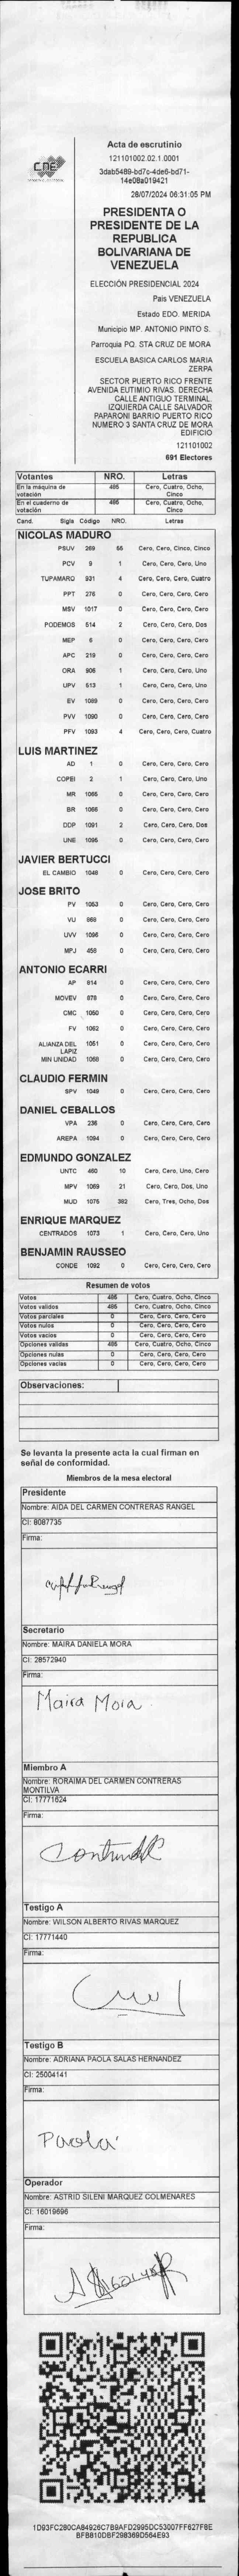 CNE
Acta de escrutinio
121101002.02.1.0001
3dab5489-bd7c-4de6-bd71-
14e08a019421
28/07/2024 06:31:05 PM
PRESIDENTA O
PRESIDENTE DE LA
REPUBLICA
BOLIVARIANA DE
VENEZUELA
ELECCIÓN PRESIDENCIAL 2024
Pais VENEZUELA
Estado EDO. MERIDA
Municipio MP. ANTONIO PINTO S.
Parroquia PQ. STA CRUZ DE MORA
ESCUELA BASICA CARLOS MARIA
ZERPA
SECTOR PUERTO RICO FRENTE
AVENIDA EUTIMIO RIVAS. DERECHA
CALLE ANTIGUO TERMINAL.
IZQUIERDA CALLE SALVADOR
PAPARONI BARRIO PUERTO RICO
NUMERO 3 SANTA CRUZ DE MORA
EDIFICIO
121101002
691 Electores
Votantes NRO. Letras
En la máquina de votación 485 Cero, Cuatro, Ocho, Cinco
En el cuaderno de votación 485 Cero, Cuatro, Ocho, Cinco
Cand. Sigla Código NRO. Letras
NICOLAS MADURO
PSUV 269 55 Cero, Cero, Cinco, Cinco
PCV 9 1 Cero, Cero, Cero, Uno
TUPAMARO 931 4 Cero, Cero, Cero, Cuatro
PPT 276 0 Cero, Cero, Cero, Cero
MSV 1017 0 Cero, Cero, Cero, Cero
PODEMOS 514 2 Cero, Cero, Cero, Dos
MEP 6 0 Cero, Cero, Cero, Cero
APC 219 0 Cero, Cero, Cero, Cero
ORA 906 1 Cero, Cero, Cero, Uno
UPV 513 1 Cero, Cero, Cero, Uno
EV 1089 0 Cero, Cero, Cero, Cero
PVV 1090 0 Cero, Cero, Cero, Cero
PFV 1093 4 Cero, Cero, Cero, Cuatro
LUIS MARTINEZ
AD 1 0 Cero, Cero, Cero, Cero
COPEI 2 1 Cero, Cero, Cero, Uno
MR 1065 0 Cero, Cero, Cero, Cero
BR 1066 0 Cero, Cero, Cero, Cero
DDP 1091 2 Cero, Cero, Cero, Dos
UNE 1095 0 Cero, Cero, Cero, Cero
JAVIER BERTUCCI
EL CAMBIO 1048 0 Cero, Cero, Cero, Cero
JOSE BRITO
PV 1053 0 Cero, Cero, Cero, Cero
VU 868 0 Cero, Cero, Cero, Cero
UVV 1096 0 Cero, Cero, Cero, Cero
MPJ 458 0 Cero, Cero, Cero, Cero
ANTONIO ECARRI
AP 814 0 Cero, Cero, Cero, Cero
MOVEV 878 0 Cero, Cero, Cero, Cero
CMC 1050 0 Cero, Cero, Cero, Cero
FV 1062 0 Cero, Cero, Cero, Cero
ALIANZA DEL LAPIZ 1051 0 Cero, Cero, Cero, Cero
MIN UNIDAD 1088 0 Cero, Cero, Cero, Cero
CLAUDIO FERMIN
SPV 1049 0 Cero, Cero, Cero, Cero
DANIEL CEBALLOS
VPA 236 0 Cero, Cero, Cero, Cero
AREPA 1094 0 Cero, Cero, Cero, Cero
EDMUNDO GONZALEZ
UNTC 460 10 Cero, Cero, Uno, Cero
MPV 1069 21 Cero, Cero, Dos, Uno
MUD 1075 382 Cero, Tres, Ocho, Dos
ENRIQUE MARQUEZ
CENTRADOS 1073 1 Cero, Cero, Cero, Uno
BENJAMIN RAUSSEO
CONDE 1092 0 Cero, Cero, Cero, Cero
Resumen de votos
Votos 485 Cero, Cuatro, Ocho, Cinco
Votos validos 485 Cero, Cuatro, Ocho, Cinco
Votos parciales 0 Cero, Cero, Cero, Cero
Votos nulos 0 Cero, Cero, Cero, Cero
Votos vacios 0 Cero, Cero, Cero, Cero
Opciones validas 485 Cero, Cuatro, Ocho, Cinco
Opciones nulas 0 Cero, Cero, Cero, Cero
Opciones vacias 0 Cero, Cero, Cero, Cero
Observaciones:
Se levanta la presente acta la cual firman en
señal de conformidad.
Miembros de la mesa electoral
Presidente
Nombre: AIDA DEL CARMEN CONTRERAS RANGEL
CI: 8087735
Firma:
Secretario
Nombre: MAIRA DANIELA MORA
CI: 28572940
Firma:
Maira Mora
Miembro A
Nombre: RORAIMA DEL CARMEN CONTRERAS
MONTILVA
CI: 17771624
Firma:
Testigo A
Nombre: WILSON ALBERTO RIVAS MARQUEZ
CI: 17771440
Firma:
Testigo B
Nombre: ADRIANA PAOLA SALAS HERNANDEZ
CI: 25004141
Firma:
Paola
Operador
Nombre: ASTRID SILENI MARQUEZ COLMENARES
CI: 16019696
Firma:
1D93FC280CA84926C7B9AFD2995DC53007FF627F8E
BFB810DBF298369D564E93